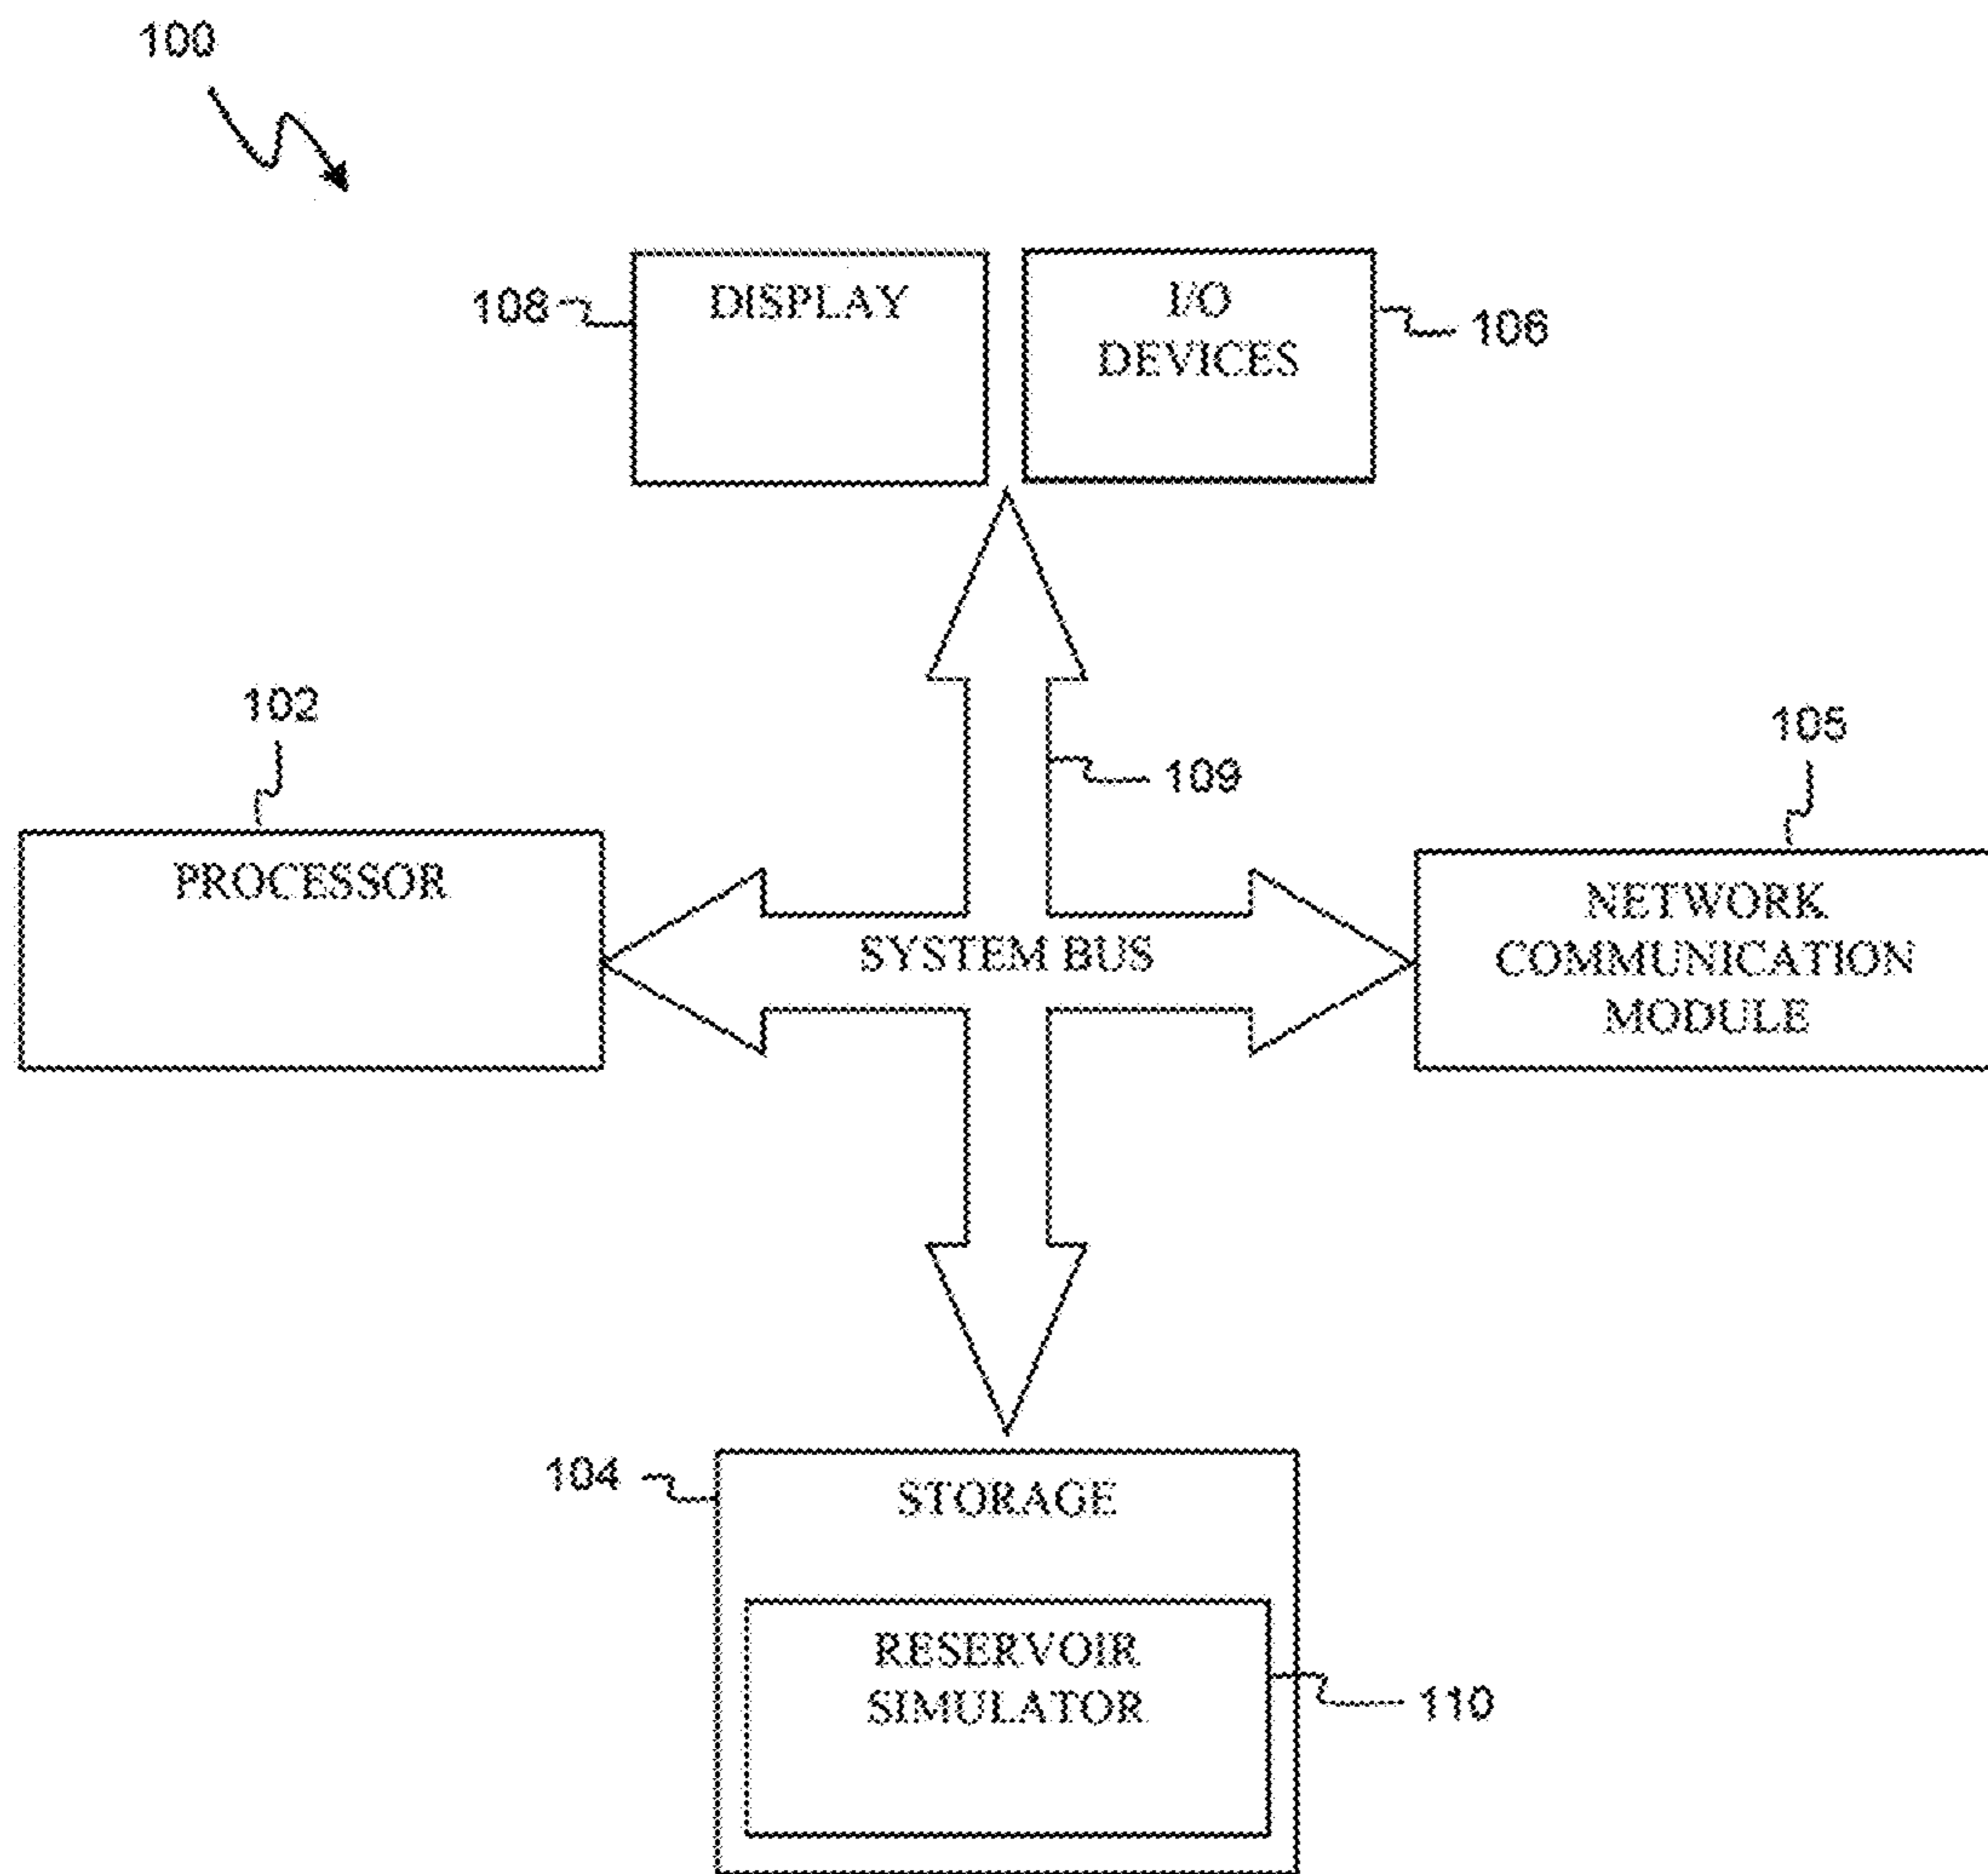 100
108
DISPLAY
I/O
DEVICES
106
102
109
105
PROCESSOR
SYSTEM BUS
NETWORK
COMMUNICATION
MODULE
104
STORAGE
RESERVOIR
SIMULATOR
110